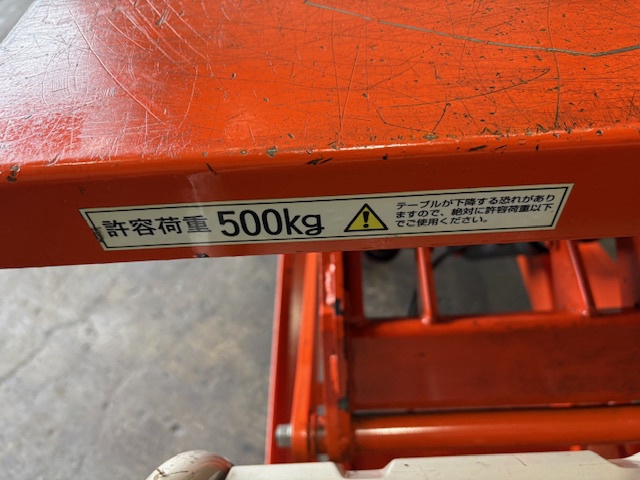 許容荷重 500kg
テーブルが下降する恐れがあり
ますので、絶対に許容荷重以下
でご使用ください。